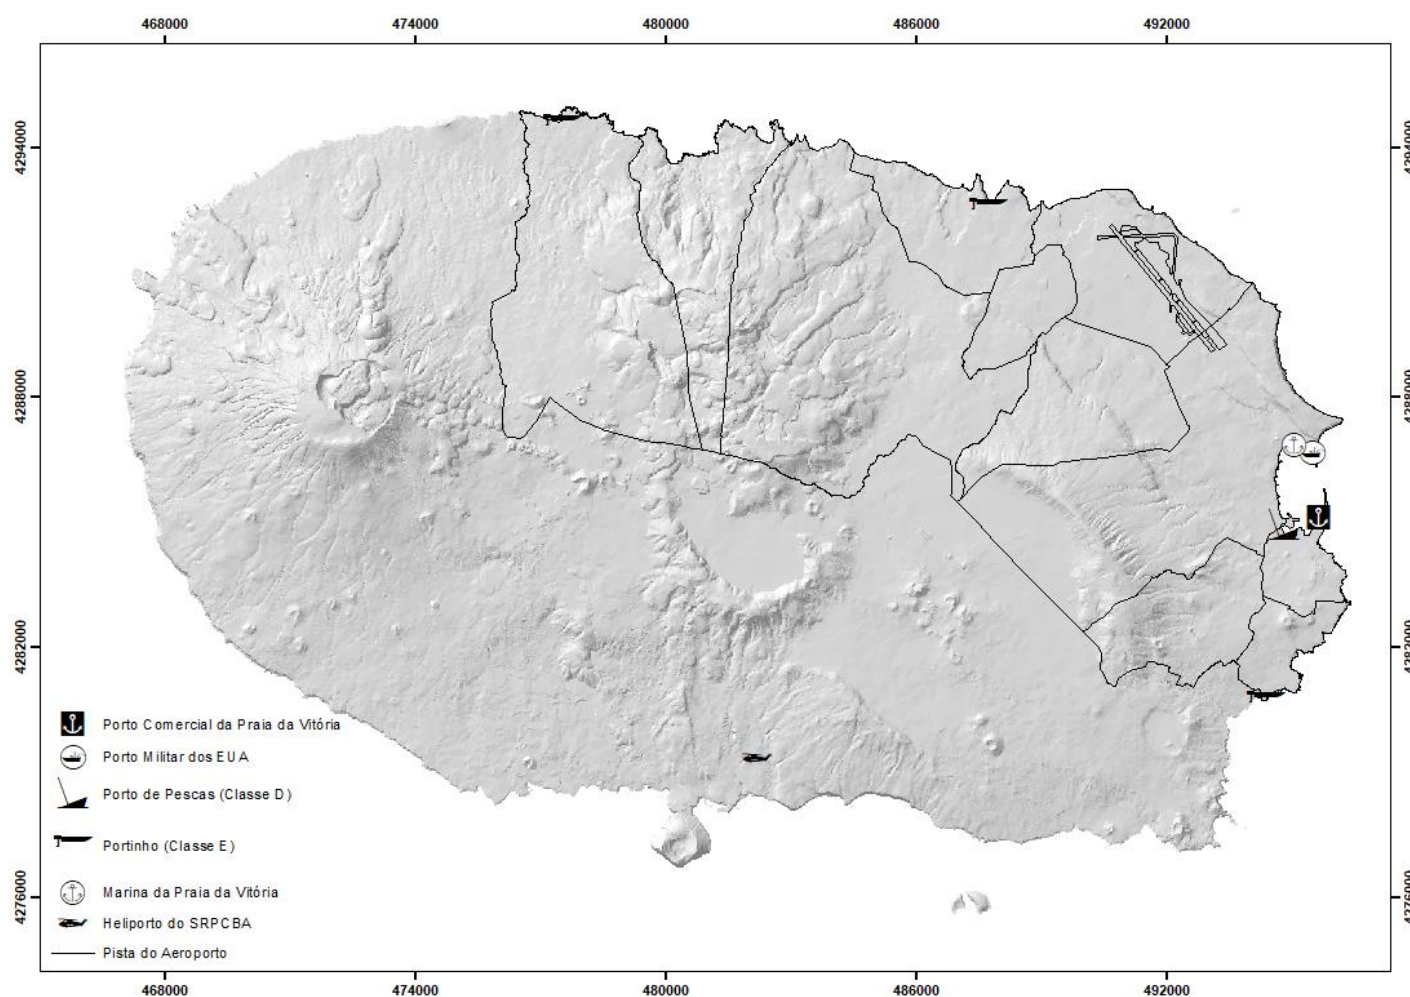 468000 474000 480000 486000 492000
4294000 4294000
4288000 4288000
4282000 4282000
Porto Comercial da Praia da Vitória
Porto Militar dos EUA
Porto de Pescas (Classe D)
Portinho (Classe E)
Marina da Praia da Vitória
4276000 4276000
Heliporto do SRPCBA
Pista do Aeroporto
468000 474000 480000 486000 492000